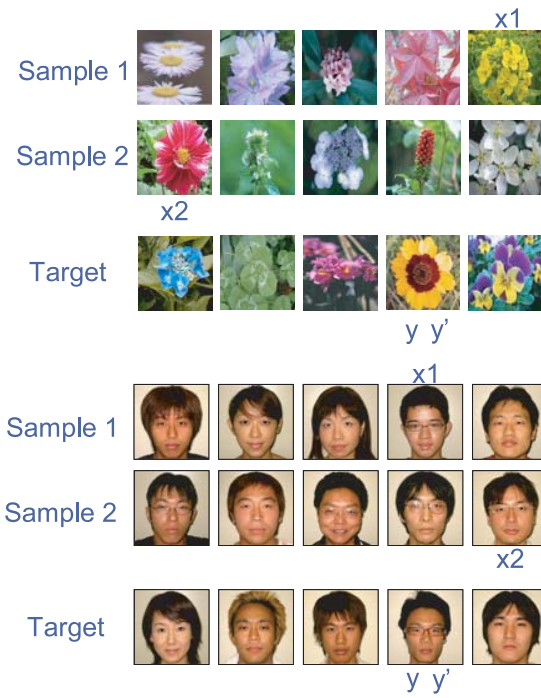 x1
Sample 1
Sample 2
x2
Target
y y’
x1
Sample 1
Sample 2
x2
Target
y y’